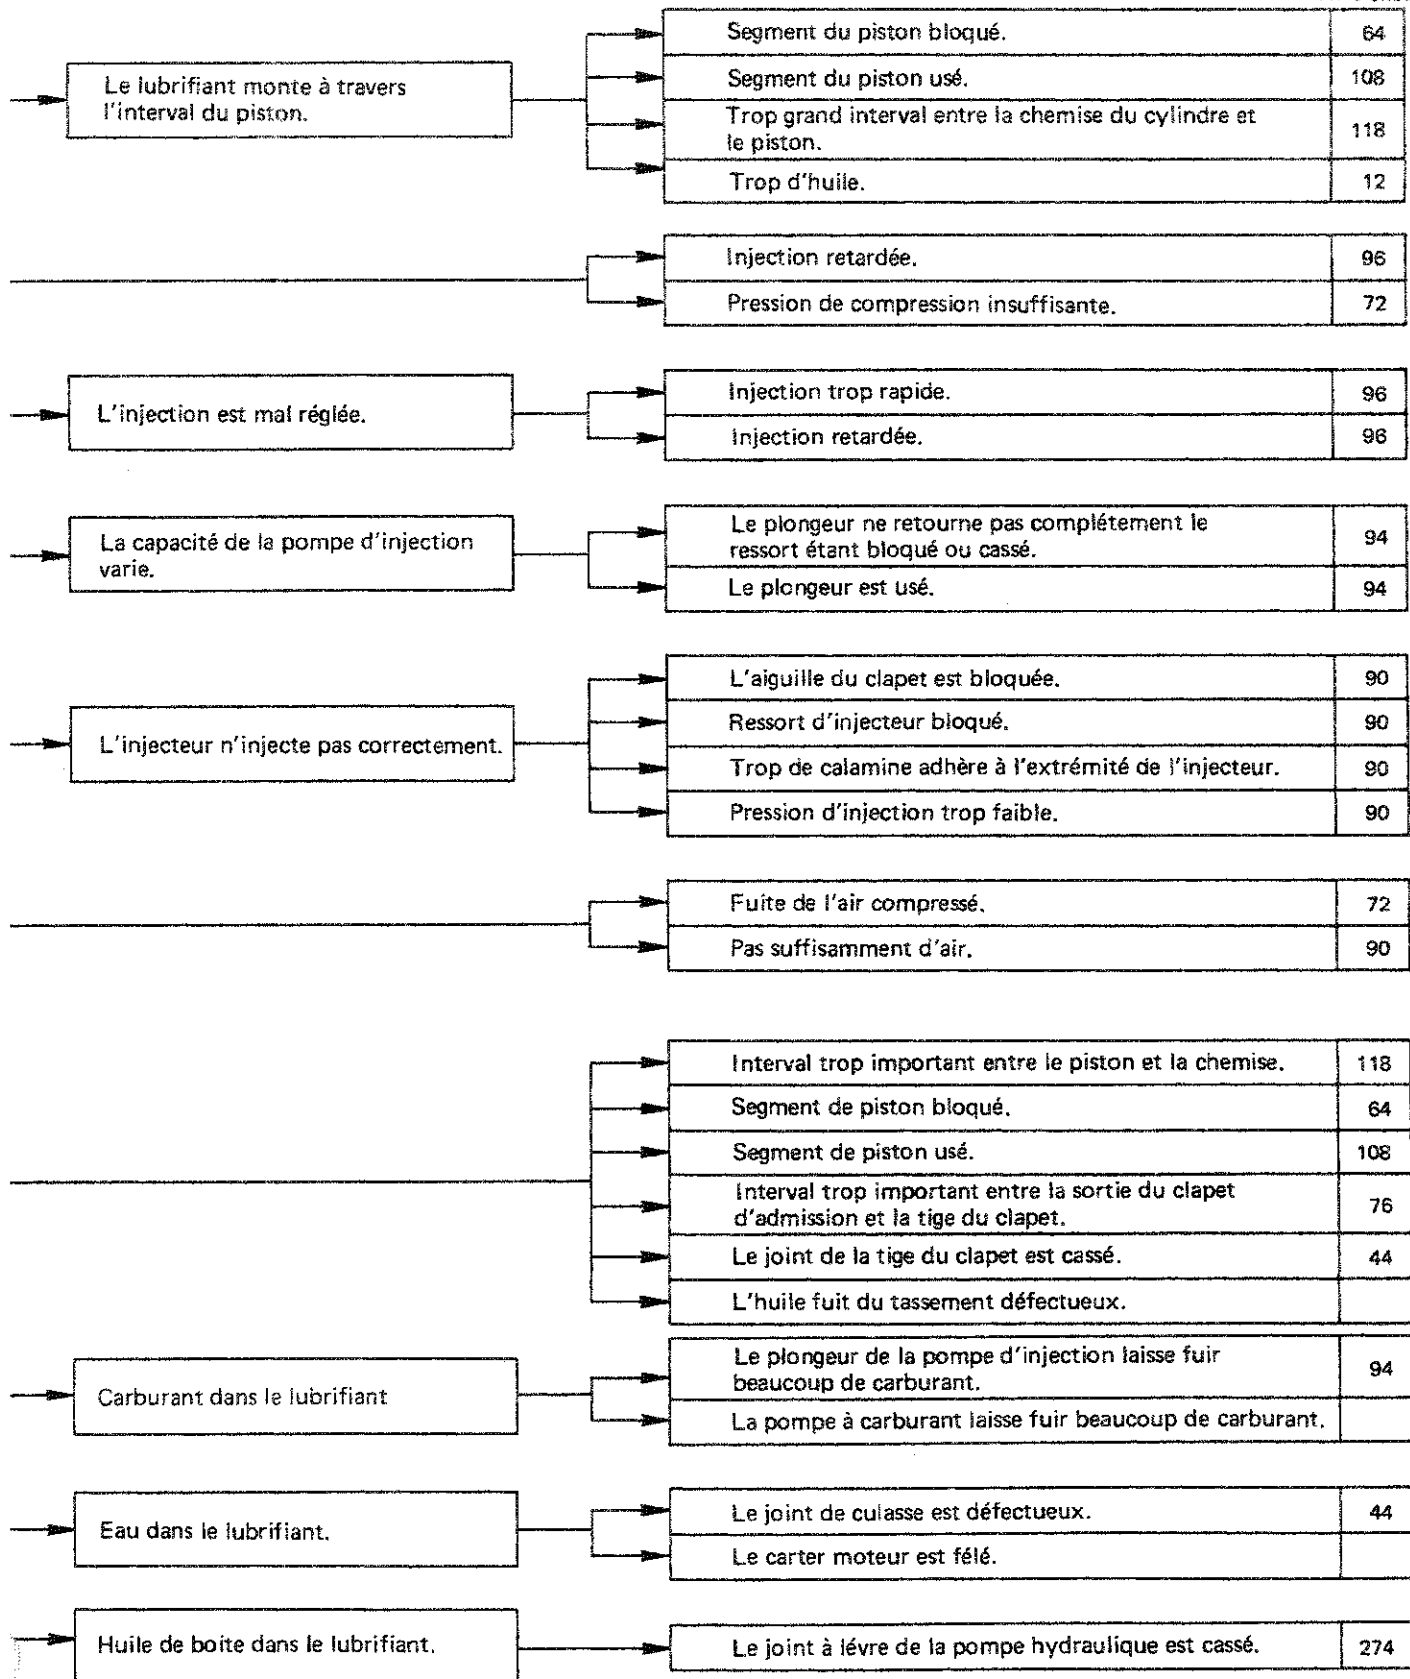 Segment du piston bloqué. 64
Le lubrifiant monte à travers
l'interval du piston.
Segment du piston usé. 108
Trop grand interval entre la chemise du cylindre et
le piston. 118
Trop d'huile. 12
Injection retardée. 96
Pression de compression insuffisante. 72
L'injection est mal réglée.
Injection trop rapide. 96
Injection retardée. 96
La capacité de la pompe d'injection
varie.
Le plongeur ne retourne pas complétement le
ressort étant bloqué ou cassé. 94
Le plongeur est usé. 94
L'injecteur n'injecte pas correctement.
L'aiguille du clapet est bloquée. 90
Ressort d'injecteur bloqué. 90
Trop de calamine adhère à l'extrémité de l'injecteur. 90
Pression d'injection trop faible. 90
Fuite de l'air compressé. 72
Pas suffisamment d'air. 90
Interval trop important entre le piston et la chemise. 118
Segment de piston bloqué. 64
Segment de piston usé. 108
Interval trop important entre la sortie du clapet
d'admission et la tige du clapet. 76
Le joint de la tige du clapet est cassé. 44
L'huile fuit du tassement défectueux.
Carburant dans le lubrifiant
Le plongeur de la pompe d'injection laisse fuir
beaucoup de carburant. 94
La pompe à carburant laisse fuir beaucoup de carburant.
Eau dans le lubrifiant.
Le joint de culasse est défectueux. 44
Le carter moteur est félé.
Huile de boite dans le lubrifiant.
Le joint à lévre de la pompe hydraulique est cassé. 274